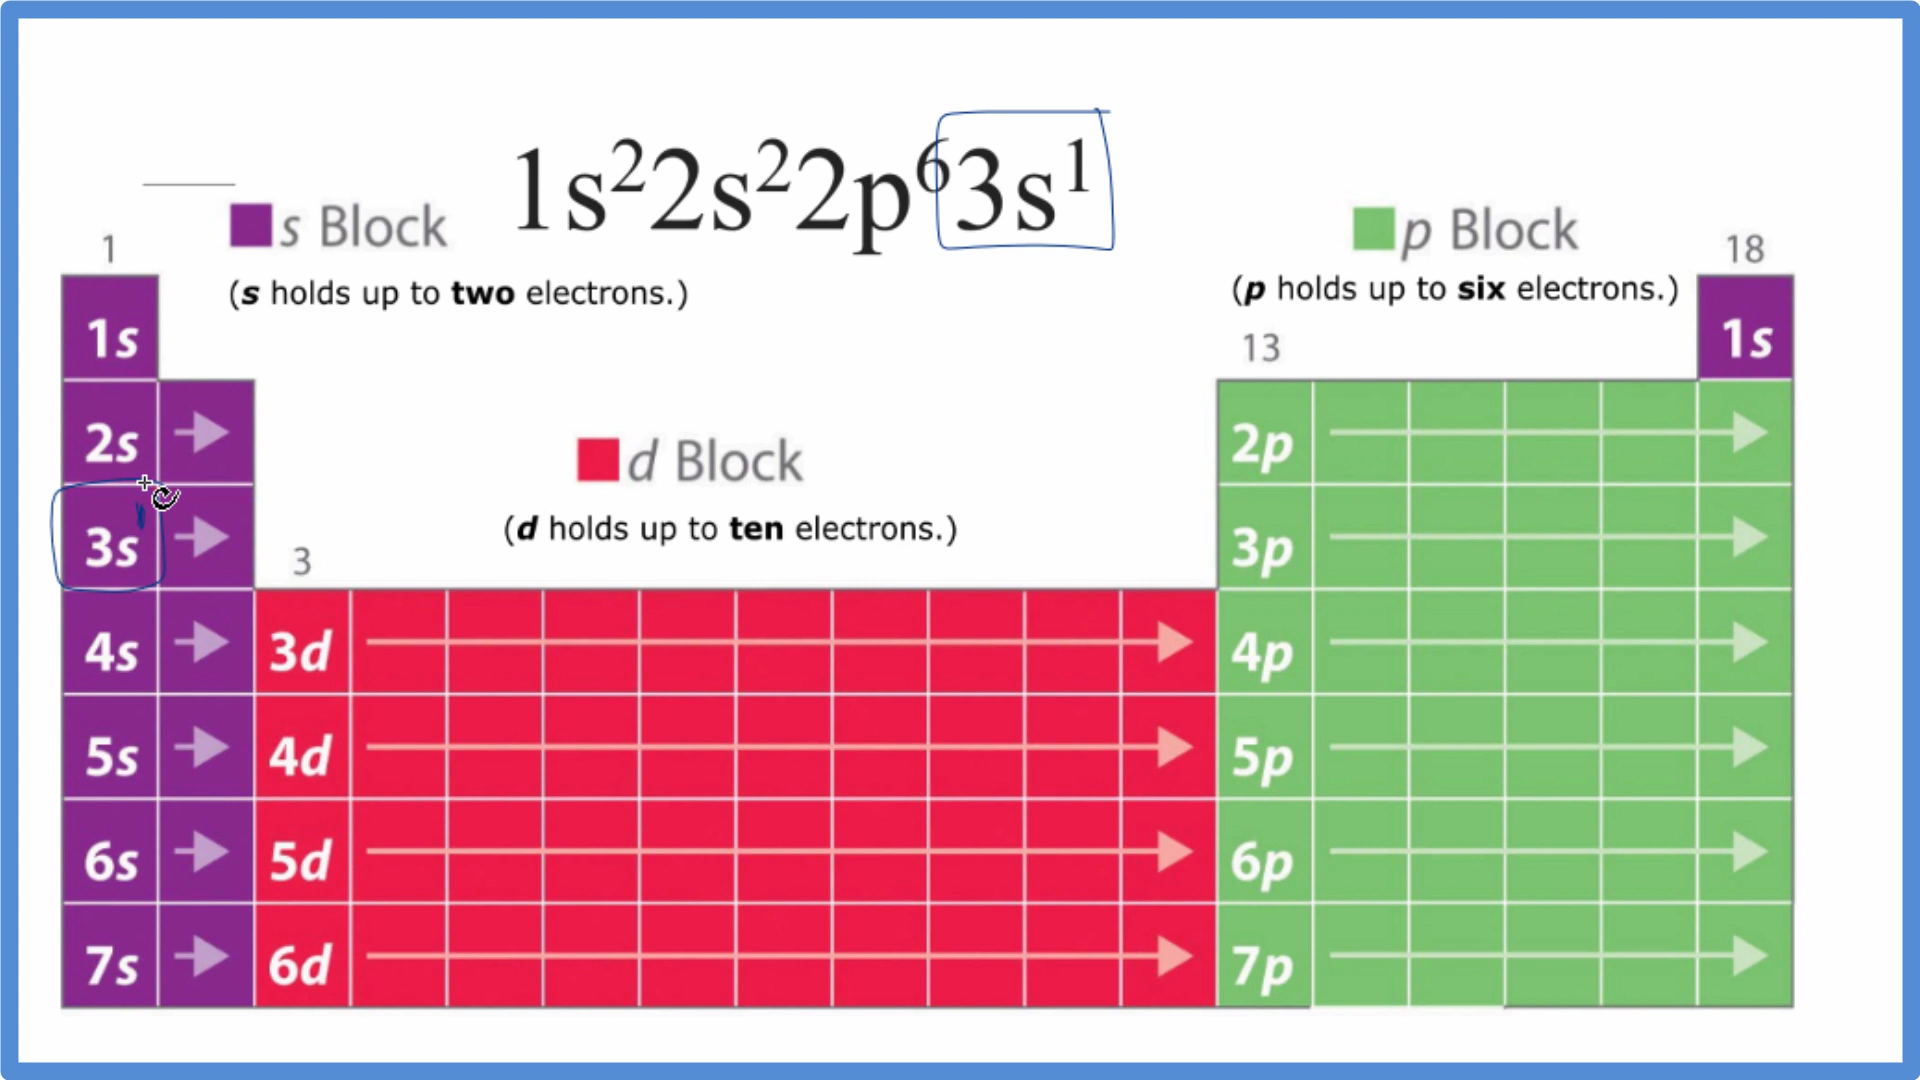 1s²2s²2p⁶3s¹
s Block
p Block
1
18
(s holds up to two electrons.)
(p holds up to six electrons.)
1s
13
1s
2s
d Block
2p
(d holds up to ten electrons.)
3s
3
3p
4s 3d 4p
5s 4d 5p
6s 5d 6p
7s 6d 7p